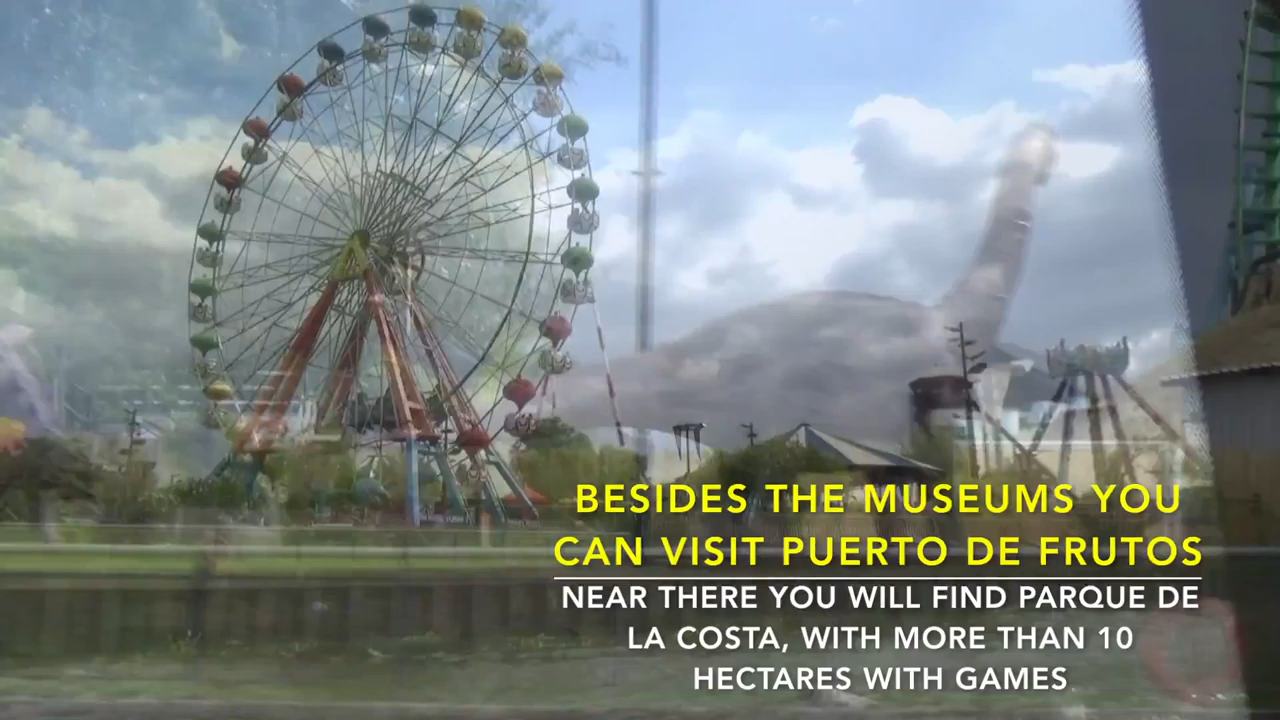 BESIDES THE MUSEUMS YOU
CAN VISIT PUERTO DE FRUTOS
NEAR THERE YOU WILL FIND PARQUE DE
LA COSTA, WITH MORE THAN 10
HECTARES WITH GAMES